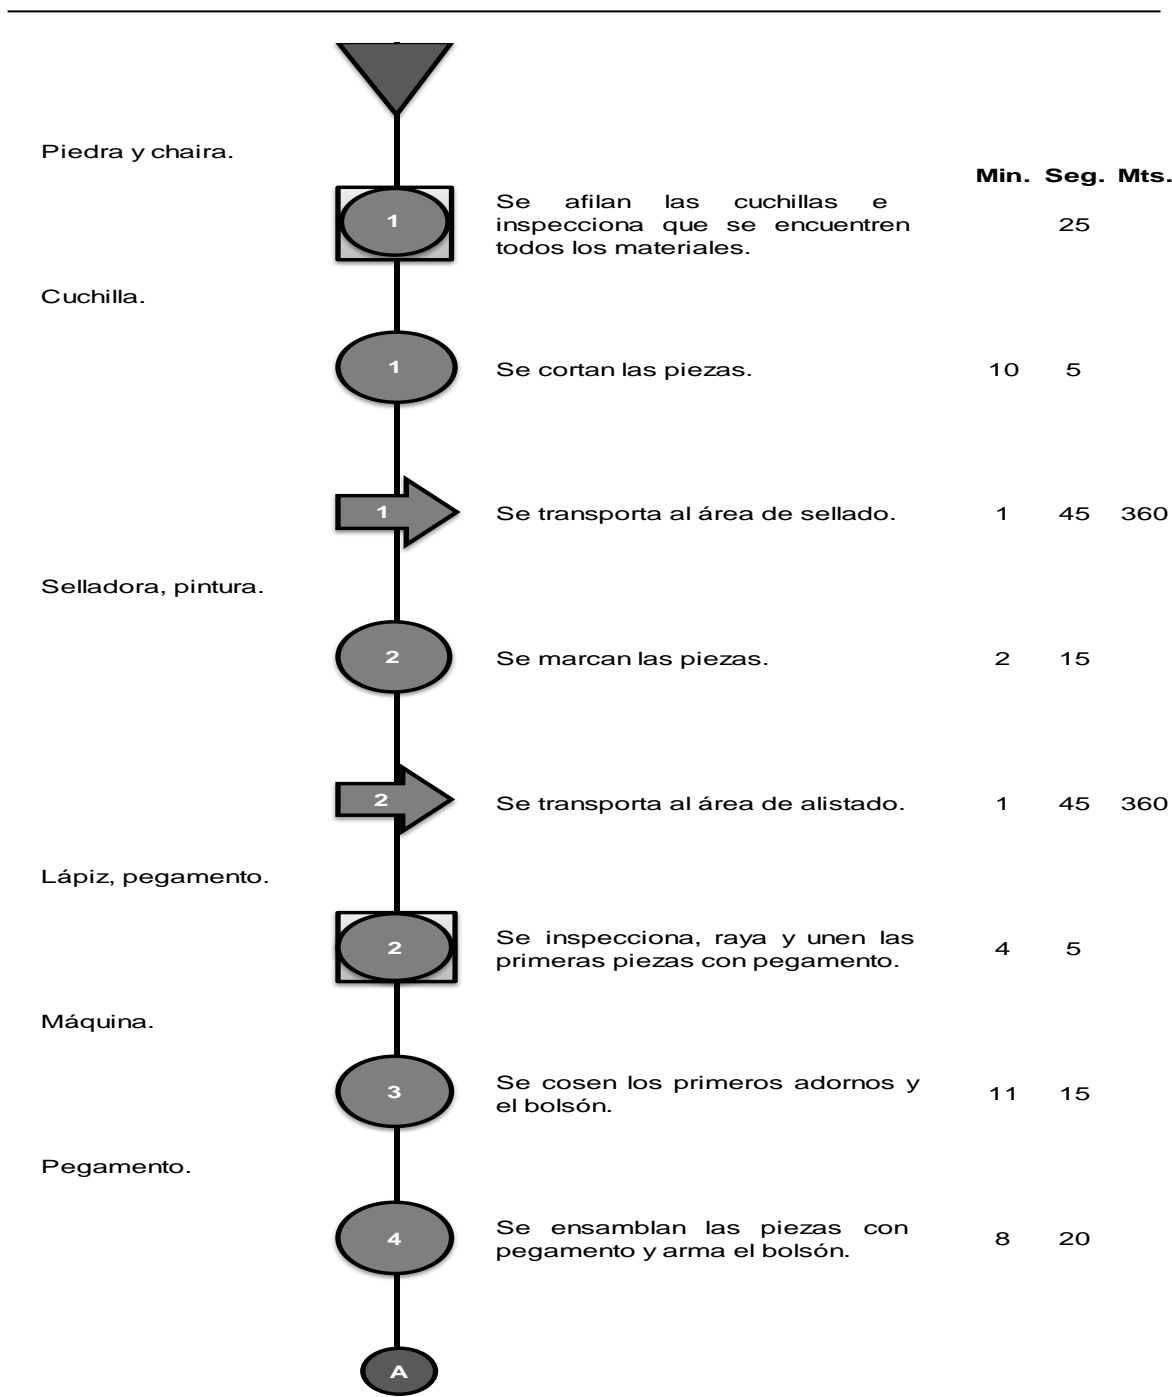 Piedra y chaira.
Min. Seg. Mts.
1
Se afilan las cuchillas e
inspecciona que se encuentren
todos los materiales.
25
Cuchilla.
1
Se cortan las piezas.
10 5
1
Se transporta al área de sellado.
1 45 360
Selladora, pintura.
2
Se marcan las piezas.
2 15
2
Se transporta al área de alistado.
1 45 360
Lápiz, pegamento.
2
Se inspecciona, raya y unen las
primeras piezas con pegamento.
4 5
Máquina.
3
Se cosen los primeros adornos y
el bolsón.
11 15
Pegamento.
4
Se ensamblan las piezas con
pegamento y arma el bolsón.
8 20
A